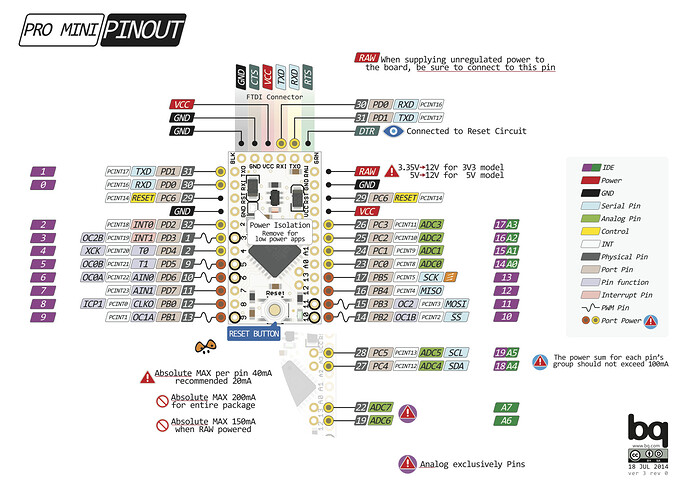 PRO MINI PINOUT
RAW When supplying unregulated power to
the board, be sure to connect to this pin
GND CTS VCC TXD RXD RTS
FTDI Connector
VCC
GND
GND
30 PD0 RXD PCINT16
31 PD1 TXD PCINT17
DTR Connected to Reset Circuit
BLK GRN
GND VCC RXI TXO
1 PCINT17 TXD PD1 31
0 PCINT16 RXD PD0 30
PCINT14 RESET PC6 29
GND
2 PCINT18 INT0 PD2 32
3 OC2B PCINT19 INT1 PD3 1
4 XCK PCINT20 T0 PD4 2
5 OC0B PCINT21 T1 PD5 9
6 OC0A PCINT22 AIN0 PD6 10
7 PCINT23 AIN1 PD7 11
8 ICP1 PCINT0 CLKO PB0 12
9 PCINT1 OC1A PB1 13
Power Isolation
Remove for
low power apps
Reset
RESET BUTTON
RAW 3.35V→12V for 3V3 model
5V→12V for 5V model
GND
29 PC6 RESET PCINT14
VCC
26 PC3 PCINT11 ADC3 17 A3
25 PC2 PCINT10 ADC2 16 A2
24 PC1 PCINT9 ADC1 15 A1
23 PC0 PCINT8 ADC0 14 A0
17 PB5 PCINT5 SCK 13
16 PB4 PCINT4 MISO 12
15 PB3 OC2 PCINT3 MOSI 11
14 PB2 OC1B PCINT2 SS 10
28 PC5 PCINT13 ADC5 SCL 19 A5
27 PC4 PCINT12 ADC4 SDA 18 A4
22 ADC7 A7
19 ADC6 A6
Analog exclusively Pins
Absolute MAX per pin 40mA
recommended 20mA
Absolute MAX 200mA
for entire package
Absolute MAX 150mA
when RAW powered
IDE
Power
GND
Serial Pin
Analog Pin
Control
INT
Physical Pin
Port Pin
Pin function
Interrupt Pin
PWM Pin
Port Power
The power sum for each pin's
group should not exceed 100mA
bq
www.bq.com
18 JUL 2014
ver 3 rev 0